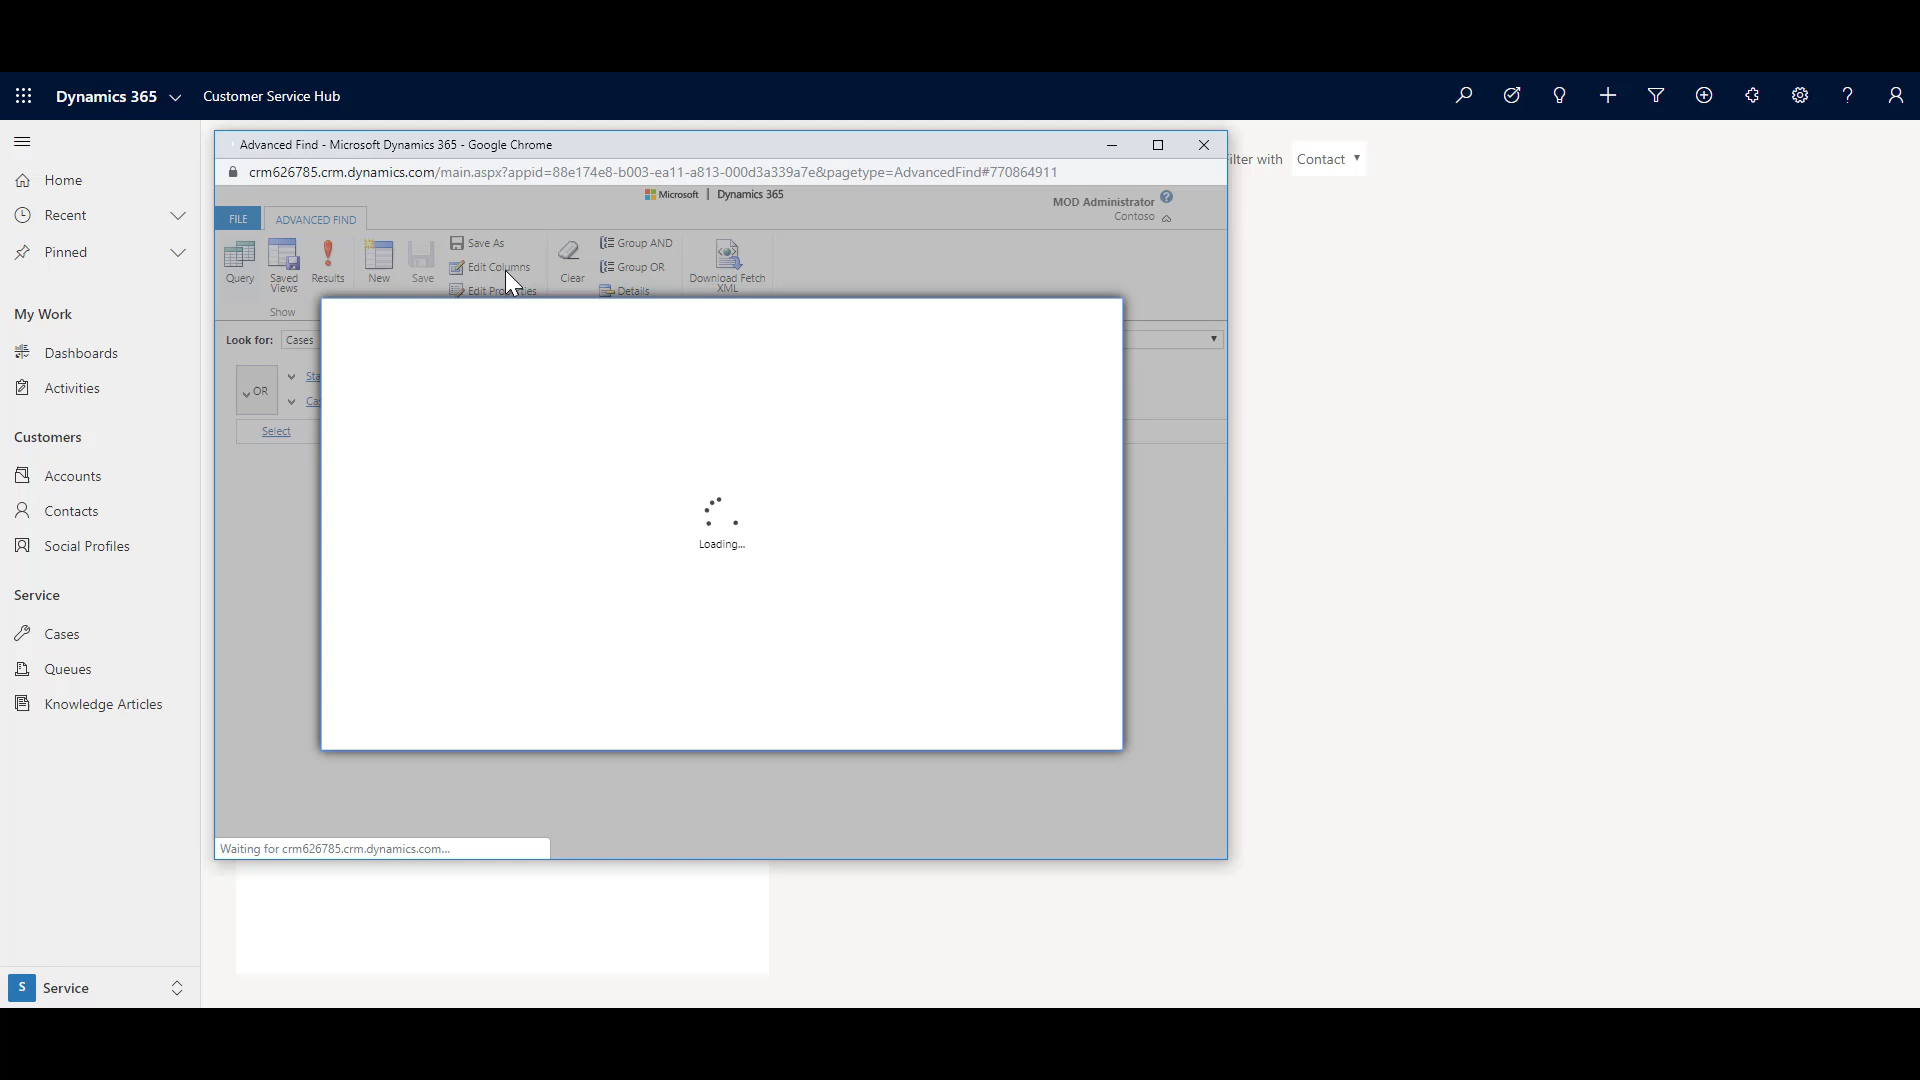 Dynamics 365 Customer Service Hub
Home
Recent
Pinned
My Work
Dashboards
Activities
Customers
Accounts
Contacts
Social Profiles
Service
Cases
Queues
Knowledge Articles
S Service
Advanced Find - Microsoft Dynamics 365 - Google Chrome
crm626785.crm.dynamics.com/main.aspx?appid=88e174e8-b003-ea11-a813-000d3a339a7e&pagetype=AdvancedFind#770864911
Microsoft | Dynamics 365
MOD Administrator
Contoso
FILE ADVANCED FIND
Query
Saved Views
Results
Show
New
Save
Save As
Edit Columns
Edit Properties
Clear
Group AND
Group OR
Details
Download Fetch XML
Look for: Cases
OR
Sta
Cas
Select
Loading...
Waiting for crm626785.crm.dynamics.com...
ilter with Contact